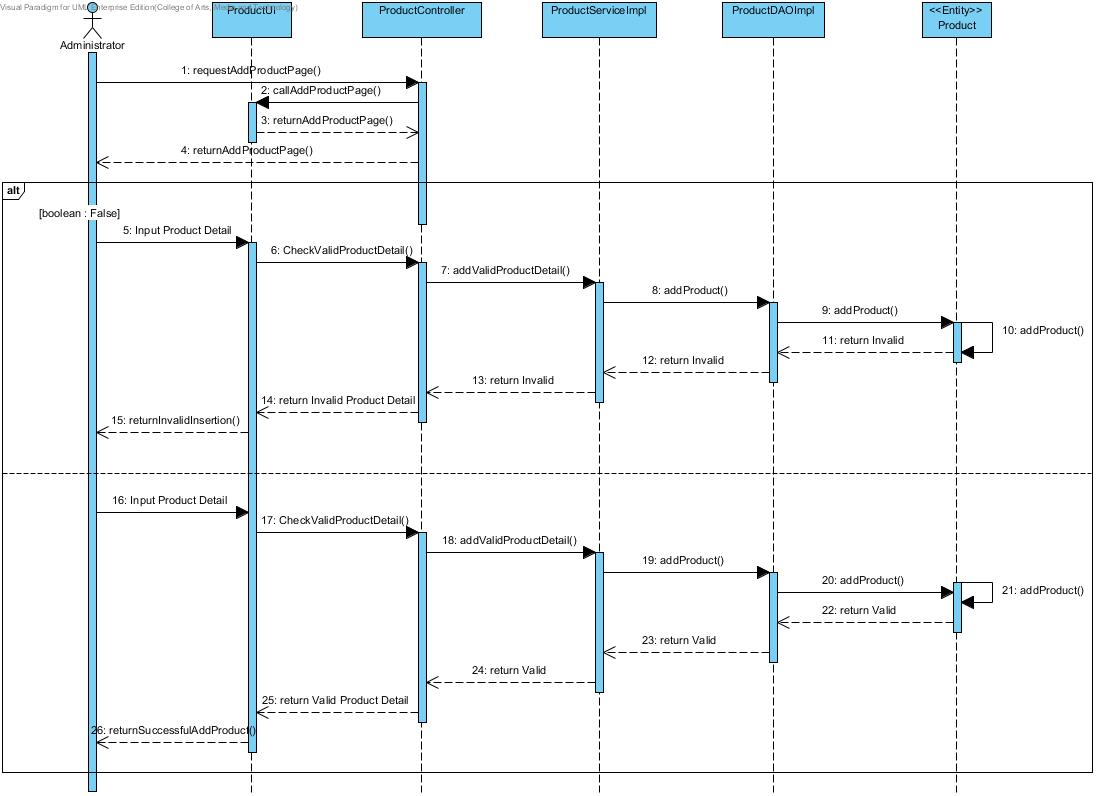 Visual Paradigm for UML Enterprise Edition(College of Arts, Media and Technology)
ProductUI
ProductController
ProductServiceImpl
ProductDAOImpl
<<Entity>>
Product
Administrator
1: requestAddProductPage()
2: callAddProductPage()
3: returnAddProductPage()
4: returnAddProductPage()
alt
[boolean : False]
5: Input Product Detail
6: CheckValidProductDetail()
7: addValidProductDetail()
8: addProduct()
9: addProduct()
10: addProduct()
11: return Invalid
12: return Invalid
13: return Invalid
14: return Invalid Product Detail
15: returnInvalidInsertion()
16: Input Product Detail
17: CheckValidProductDetail()
18: addValidProductDetail()
19: addProduct()
20: addProduct()
21: addProduct()
22: return Valid
23: return Valid
24: return Valid
25: return Valid Product Detail
26: returnSuccessfulAddProduct()